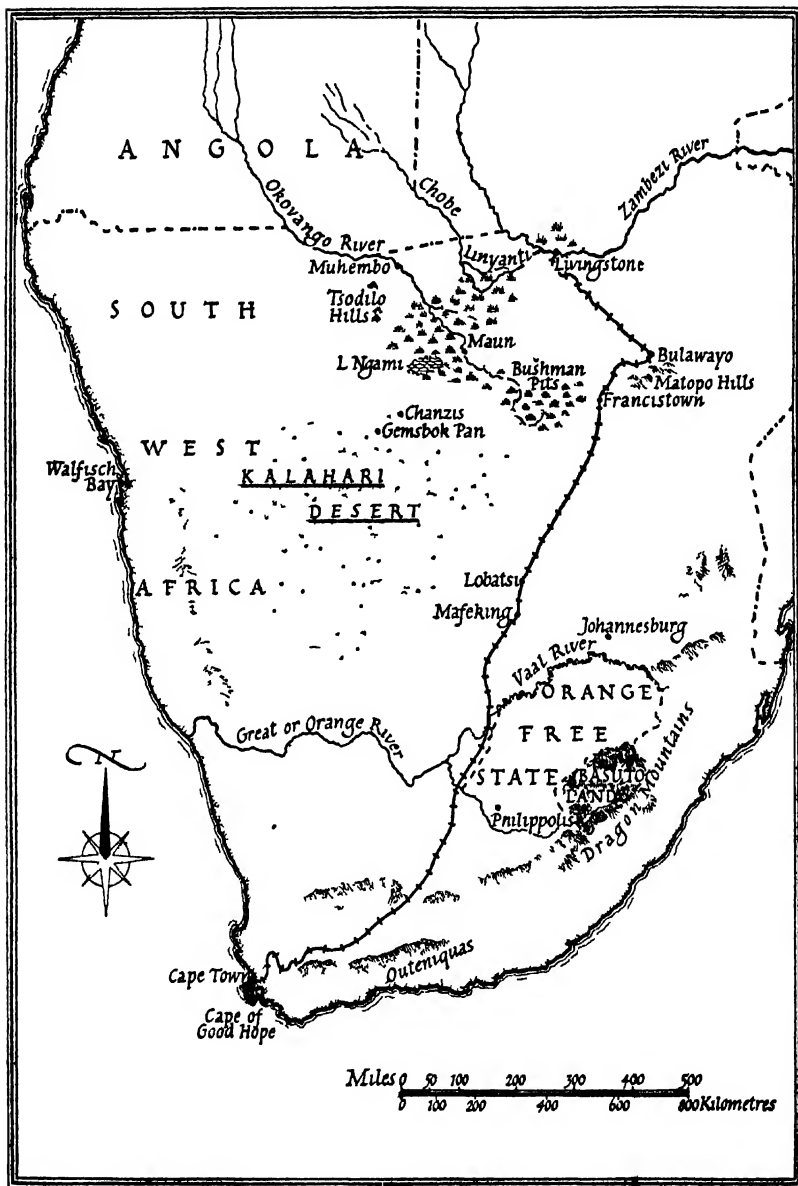 ANGOLA
Okovango River
Chobe
Zambezi River
Linyanti
Livingstone
Muhembo
Tsodilo
Hills
SOUTH
Maun
L Ngami
Bushman
Pits
Bulawayo
Matopo Hills
Francistown
Chanzis
Gemsbok Pan
WEST
KALAHARI
DESERT
Walfisch
Bay
AFRICA
Lobatsi
Mafeking
Johannesburg
Vaal River
ORANGE
FREE
STATE
BASUTO
LAND
Great or Orange River
Philippolis
Dragon Mountains
N
Outeniquas
Cape Town
Cape of
Good Hope
Miles 0 50 100 200 300 400 500
0 100 200 400 600 800 Kilometres